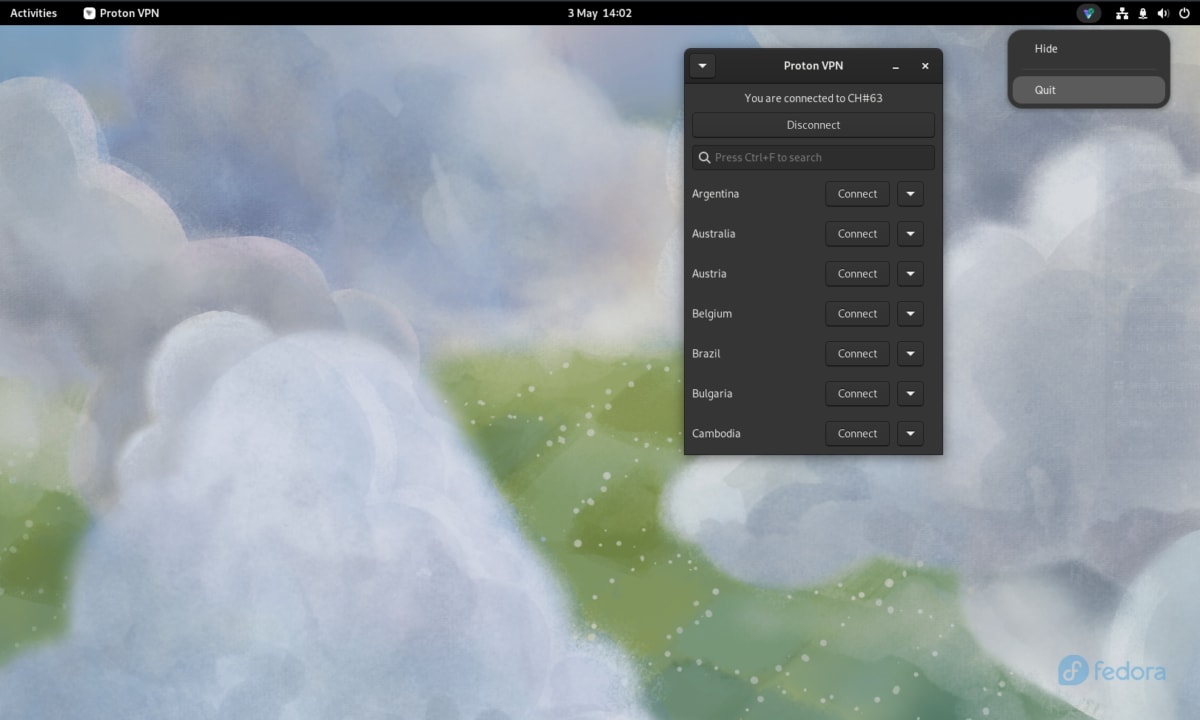 Activities Proton VPN 3 May 14:02
Hide
Quit
Proton VPN
You are connected to CH#63
Disconnect
Press Ctrl+F to search
Argentina Connect
Australia Connect
Austria Connect
Belgium Connect
Brazil Connect
Bulgaria Connect
Cambodia Connect
fedora